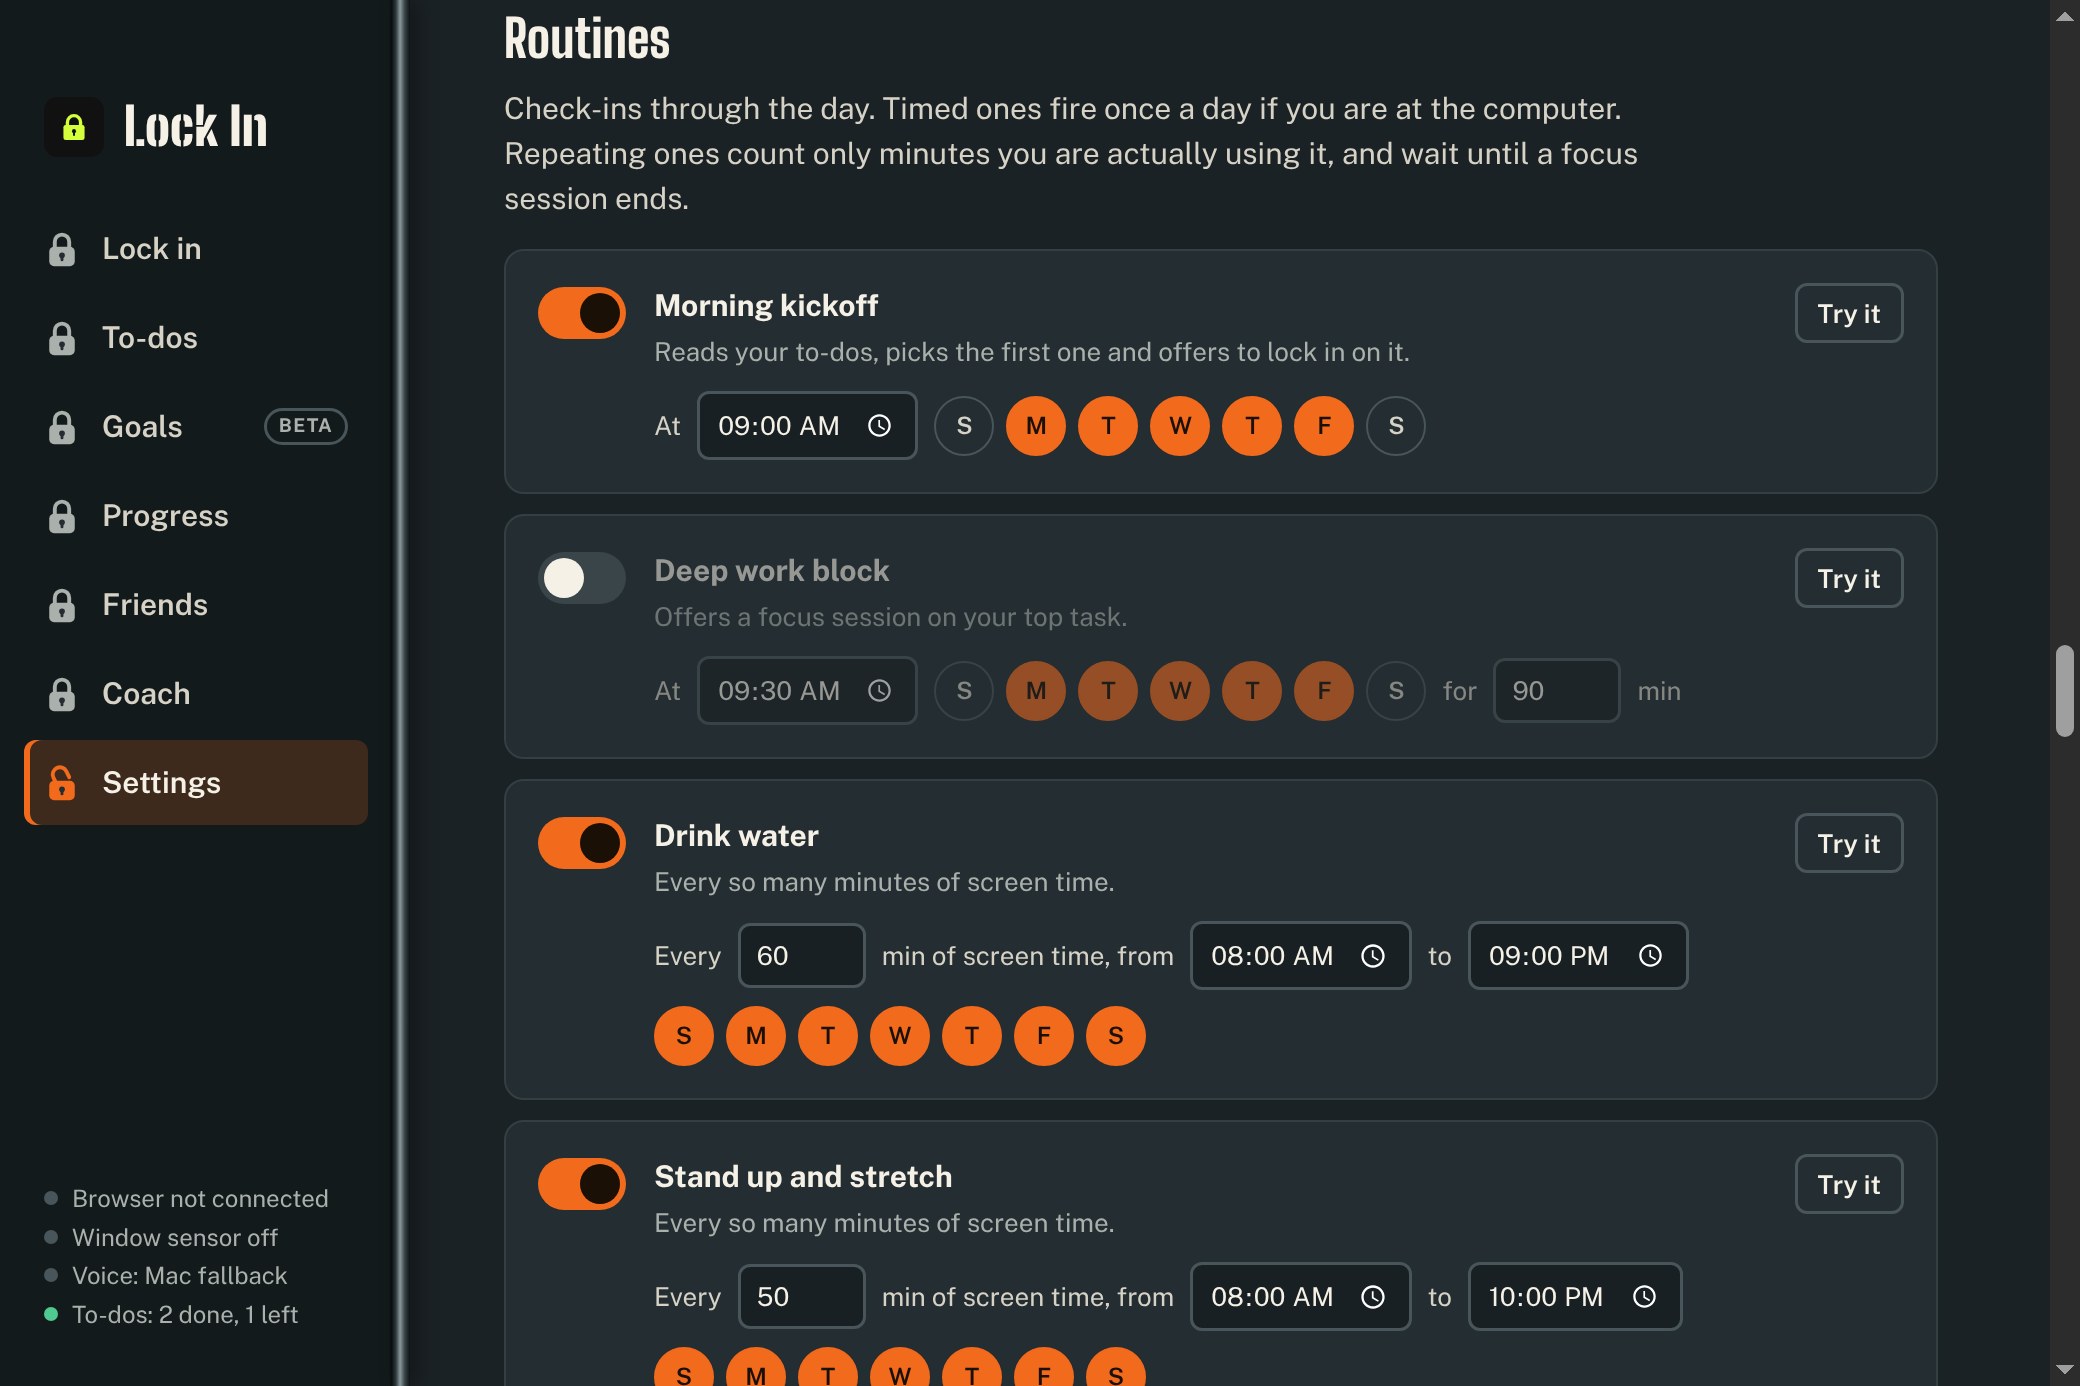 Lock In
Lock in
To-dos
Goals BETA
Progress
Friends
Coach
Settings
Browser not connected
Window sensor off
Voice: Mac fallback
To-dos: 2 done, 1 left
Routines
Check-ins through the day. Timed ones fire once a day if you are at the computer.
Repeating ones count only minutes you are actually using it, and wait until a focus
session ends.
Morning kickoff
Try it
Reads your to-dos, picks the first one and offers to lock in on it.
At 09:00 AM S M T W T F S
Deep work block
Try it
Offers a focus session on your top task.
At 09:30 AM S M T W T F S for 90 min
Drink water
Try it
Every so many minutes of screen time.
Every 60 min of screen time, from 08:00 AM to 09:00 PM
S M T W T F S
Stand up and stretch
Try it
Every so many minutes of screen time.
Every 50 min of screen time, from 08:00 AM to 10:00 PM
S M T W T F S